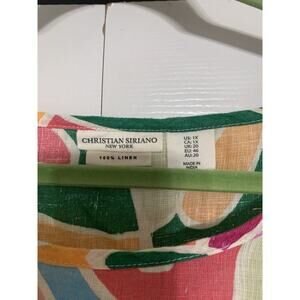 CHRISTIAN SIRIANO
NEW YORK
100% LINEN
US: 1X
CA: 1X
UK: 20
EU: 46
AU: 20
MADE IN
INDIA